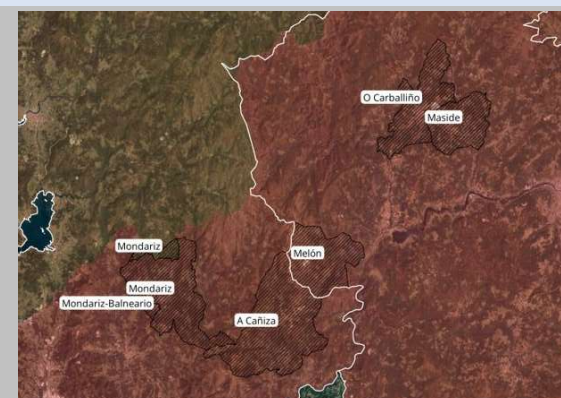 O Carballiño
Maside
Mondariz
Melón
Mondariz
Mondariz-Balneario
A Cañiza